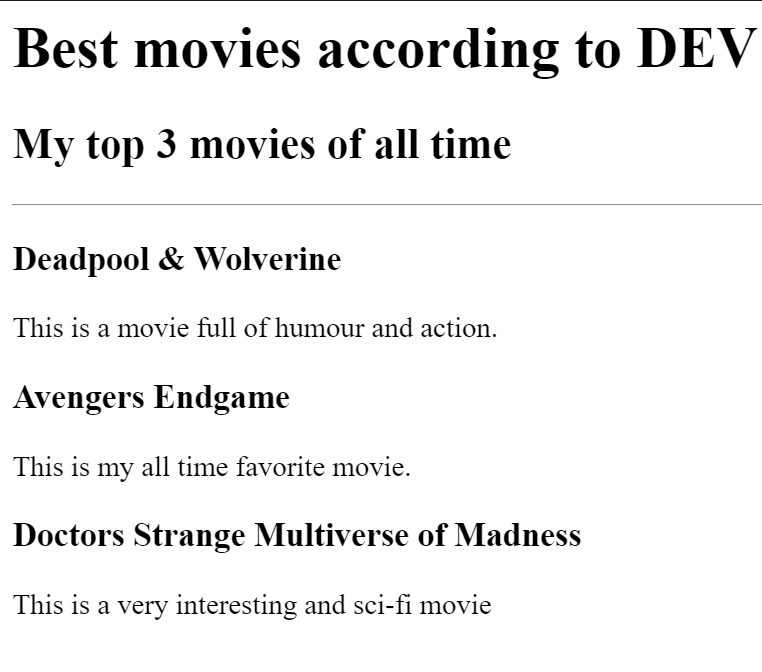 Best movies according to DEV
My top 3 movies of all time
Deadpool & Wolverine
This is a movie full of humour and action.
Avengers Endgame
This is my all time favorite movie.
Doctors Strange Multiverse of Madness
This is a very interesting and sci-fi movie